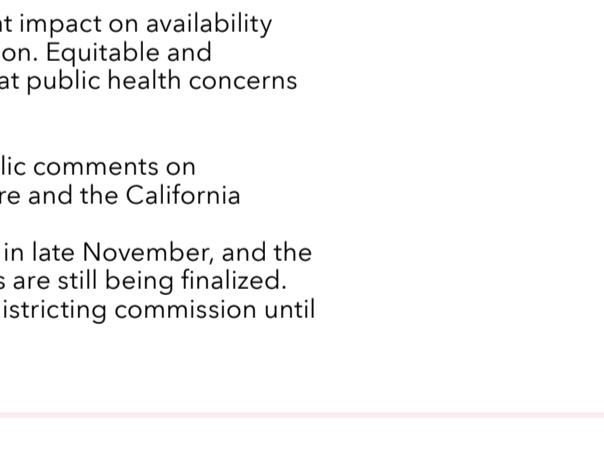 t impact on availability
on. Equitable and
at public health concerns
lic comments on
re and the California
in late November, and the
s are still being finalized.
istricting commission until